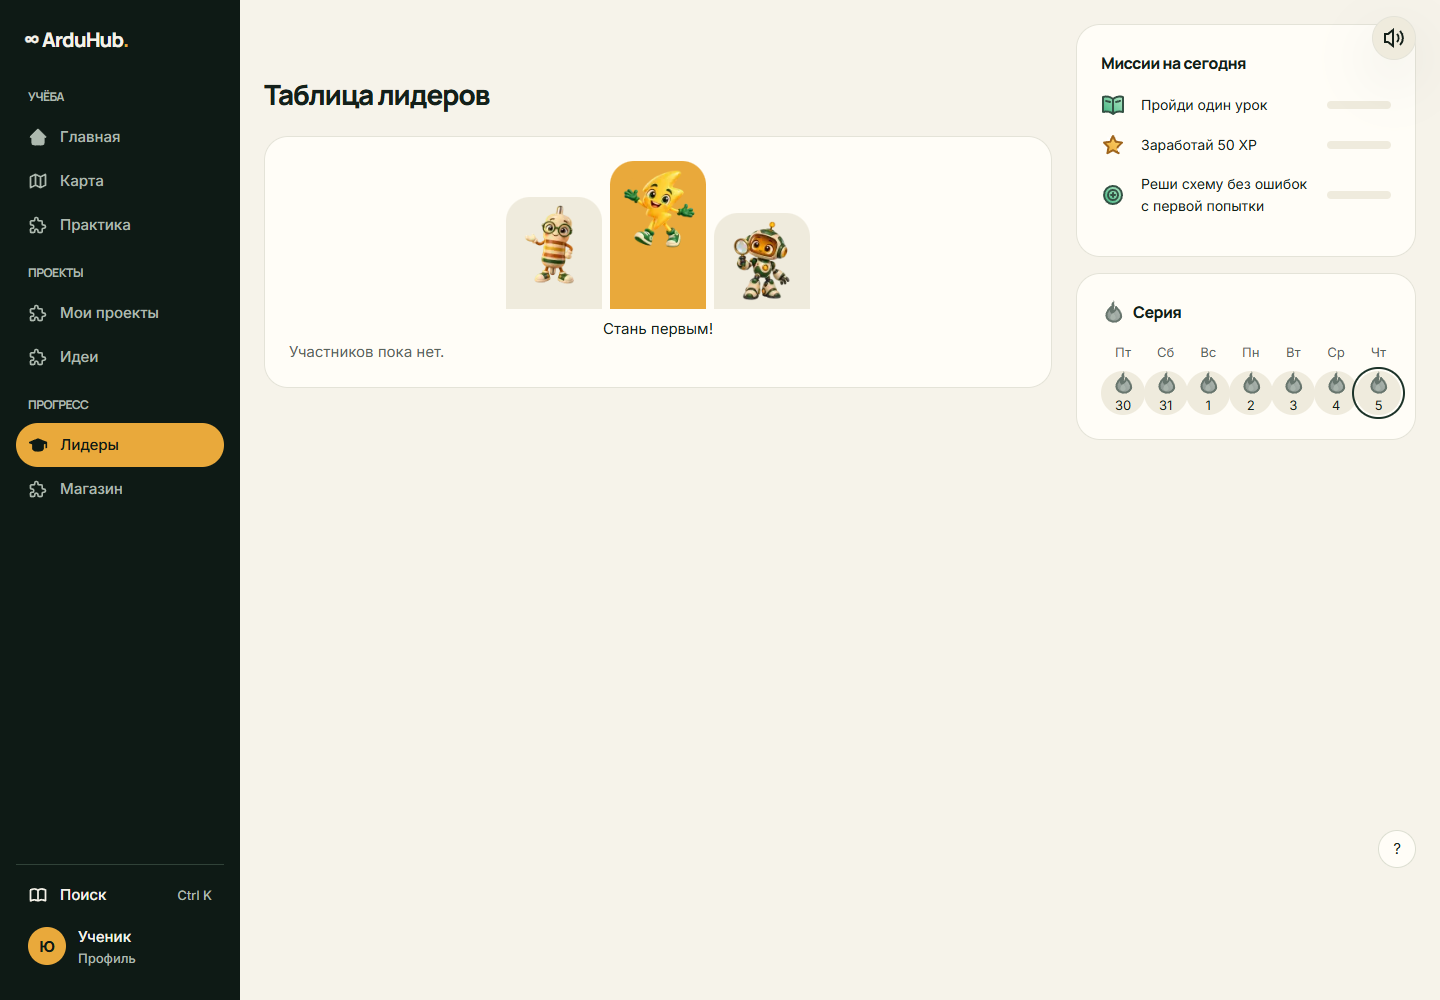 ArduHub.
УЧЁБА
Главная
Карта
Практика
ПРОЕКТЫ
Мои проекты
Идеи
ПРОГРЕСС
Лидеры
Магазин
Поиск Ctrl K
Ю
Ученик
Профиль
Таблица лидеров
Стань первым!
Участников пока нет.
Миссии на сегодня
Пройди один урок
Заработай 50 XP
Реши схему без ошибок
с первой попытки
Серия
Пт Сб Вс Пн Вт Ср Чт
30 31 1 2 3 4 5
?